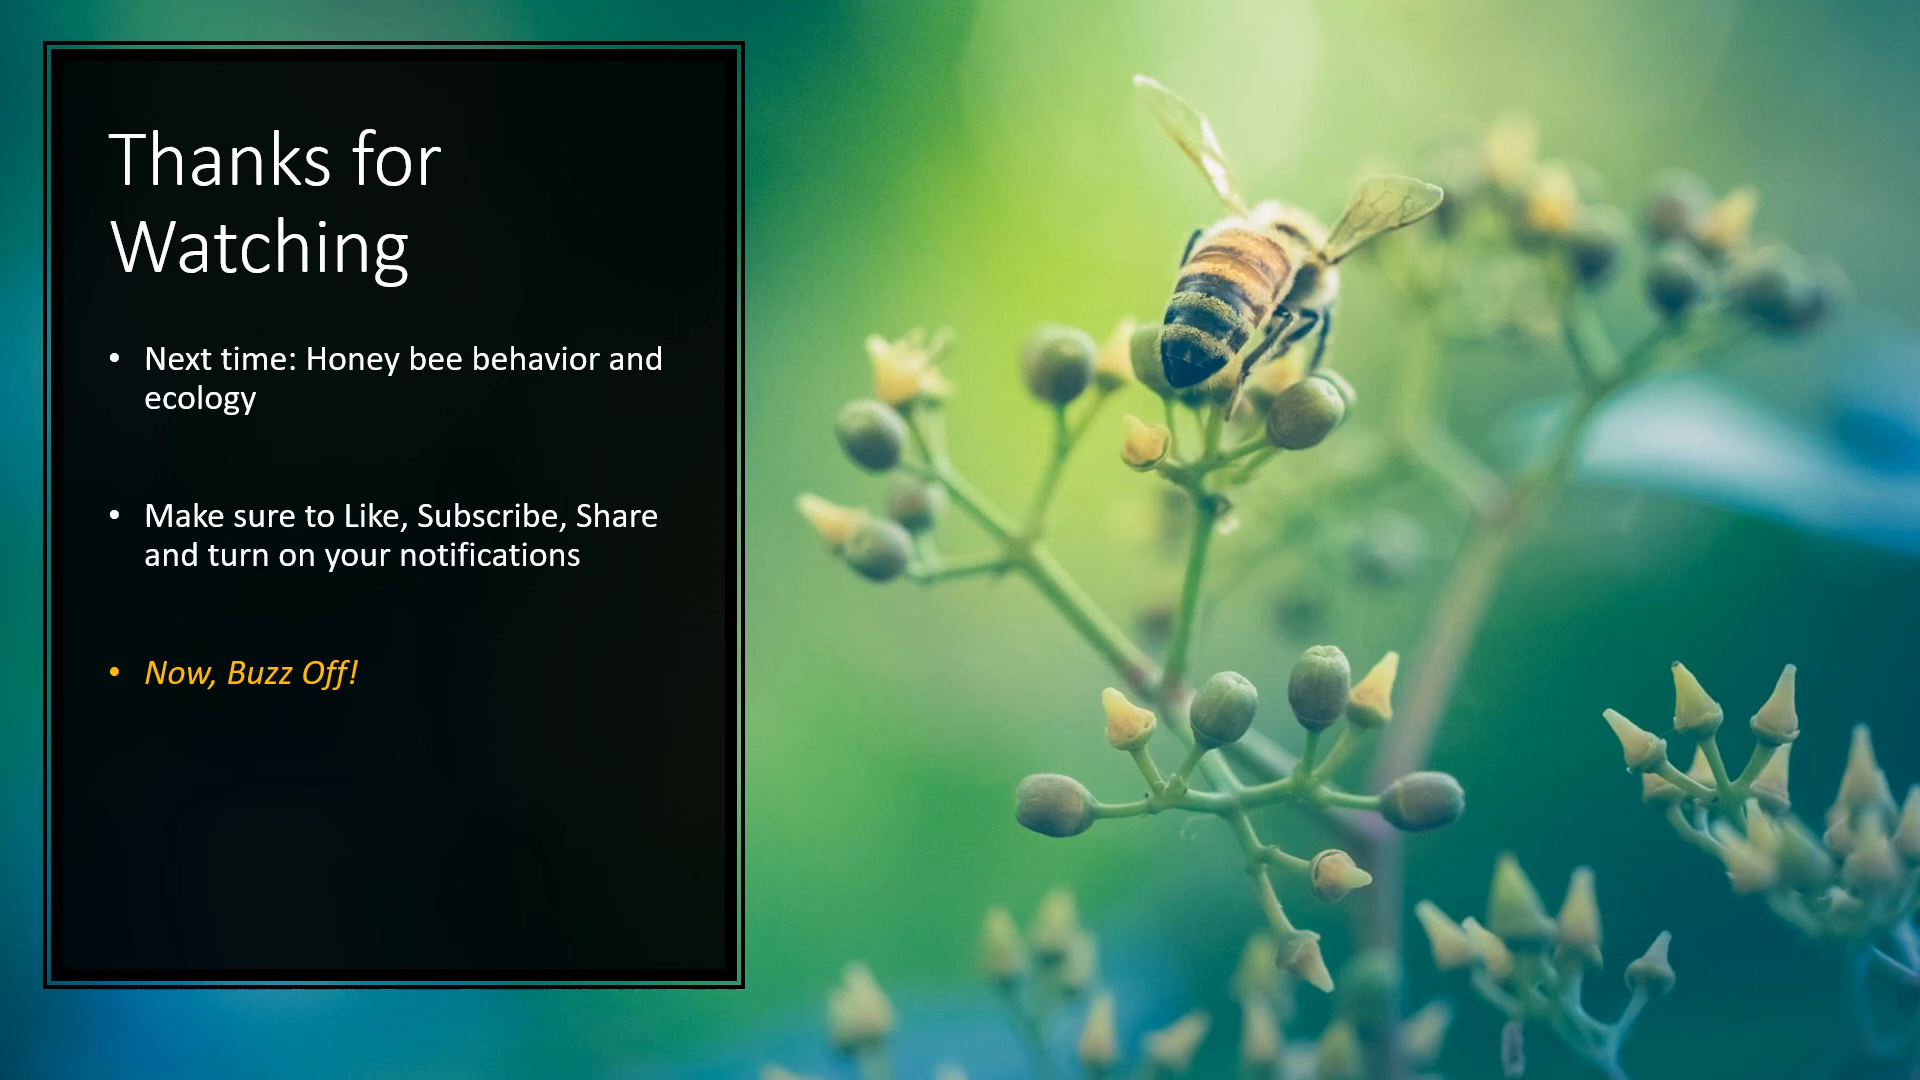 Thanks for
Watching
• Next time: Honey bee behavior and
ecology
• Make sure to Like, Subscribe, Share
and turn on your notifications
• Now, Buzz Off!